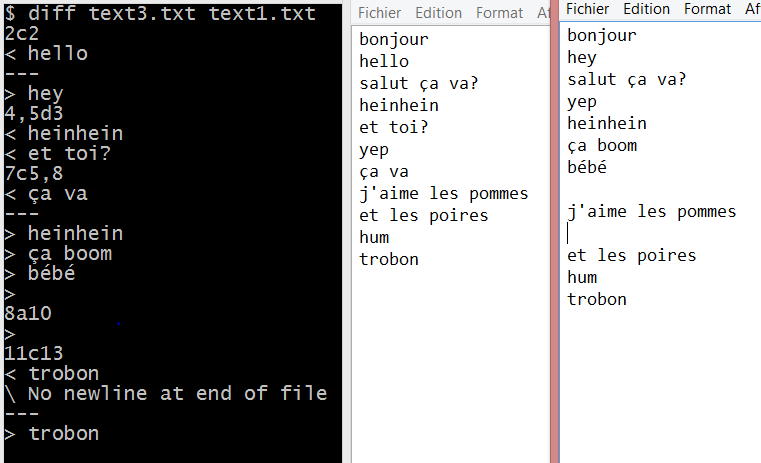 $ diff text3.txt text1.txt
2c2
< hello
---
> hey
4,5d3
< heinhein
< et toi?
7c5,8
< ça va
---
> heinhein
> ça boom
> bébé
>
8a10
>
11c13
< trobon
\ No newline at end of file
---
> trobon
Fichier Edition Format
bonjour
hello
salut ça va?
heinhein
et toi?
yep
ça va
j'aime les pommes
et les poires
hum
trobon
Fichier Edition Format Af
bonjour
hey
salut ça va?
yep
heinhein
ça boom
bébé
j'aime les pommes
et les poires
hum
trobon